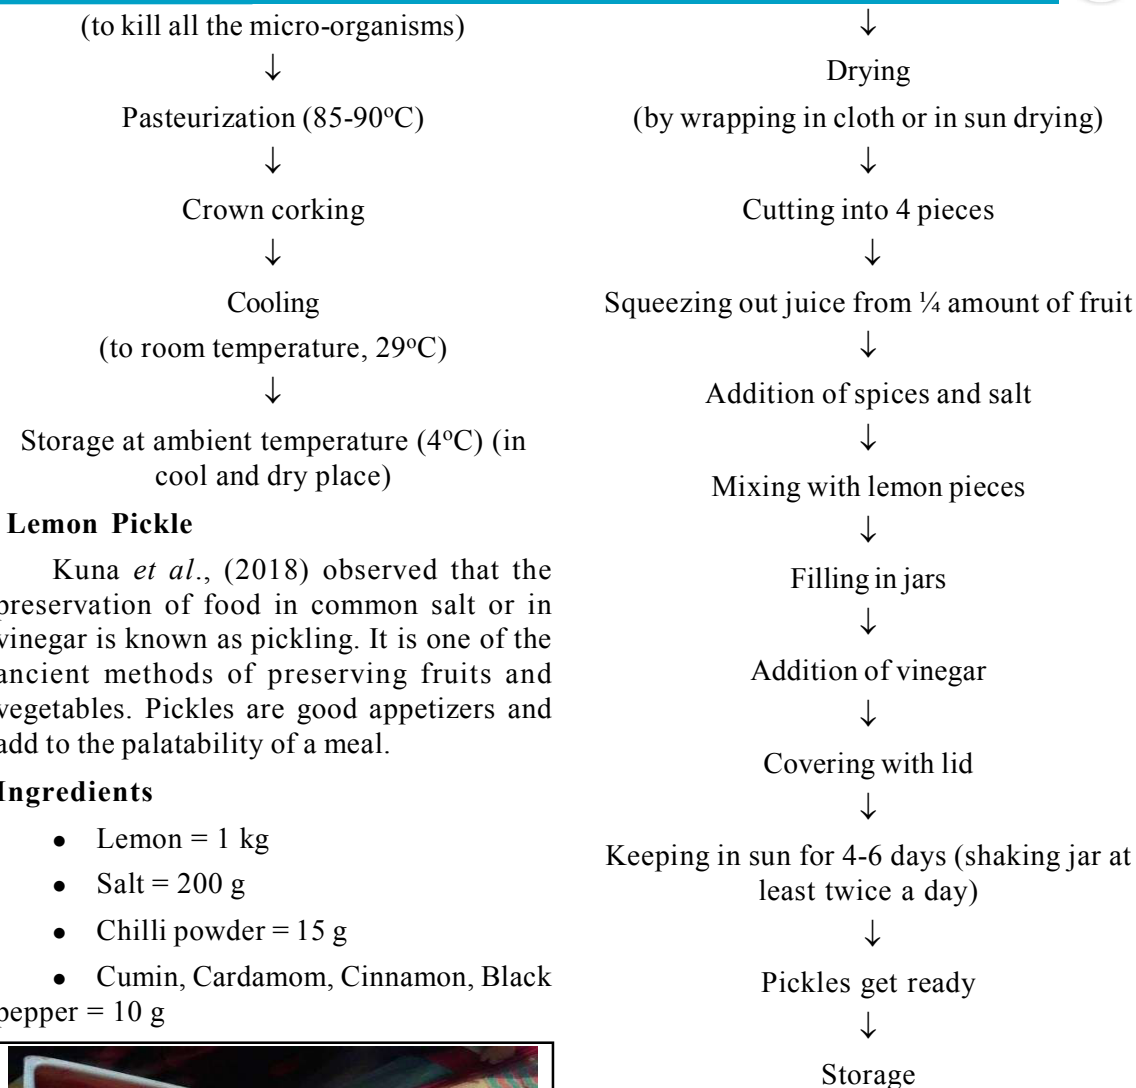 (to kill all the micro-organisms)
↓
Pasteurization (85-90°C)
↓
Crown corking
↓
Cooling
(to room temperature, 29°C)
↓
Storage at ambient temperature (4°C) (in
cool and dry place)
Lemon Pickle
Kuna et al., (2018) observed that the
preservation of food in common salt or in
vinegar is known as pickling. It is one of the
ancient methods of preserving fruits and
vegetables. Pickles are good appetizers and
add to the palatability of a meal.
Ingredients
● Lemon = 1 kg
● Salt = 200 g
● Chilli powder = 15 g
● Cumin, Cardamom, Cinnamon, Black
pepper = 10 g
↓
Drying
(by wrapping in cloth or in sun drying)
↓
Cutting into 4 pieces
↓
Squeezing out juice from ¼ amount of fruit
↓
Addition of spices and salt
↓
Mixing with lemon pieces
↓
Filling in jars
↓
Addition of vinegar
↓
Covering with lid
↓
Keeping in sun for 4-6 days (shaking jar at
least twice a day)
↓
Pickles get ready
↓
Storage